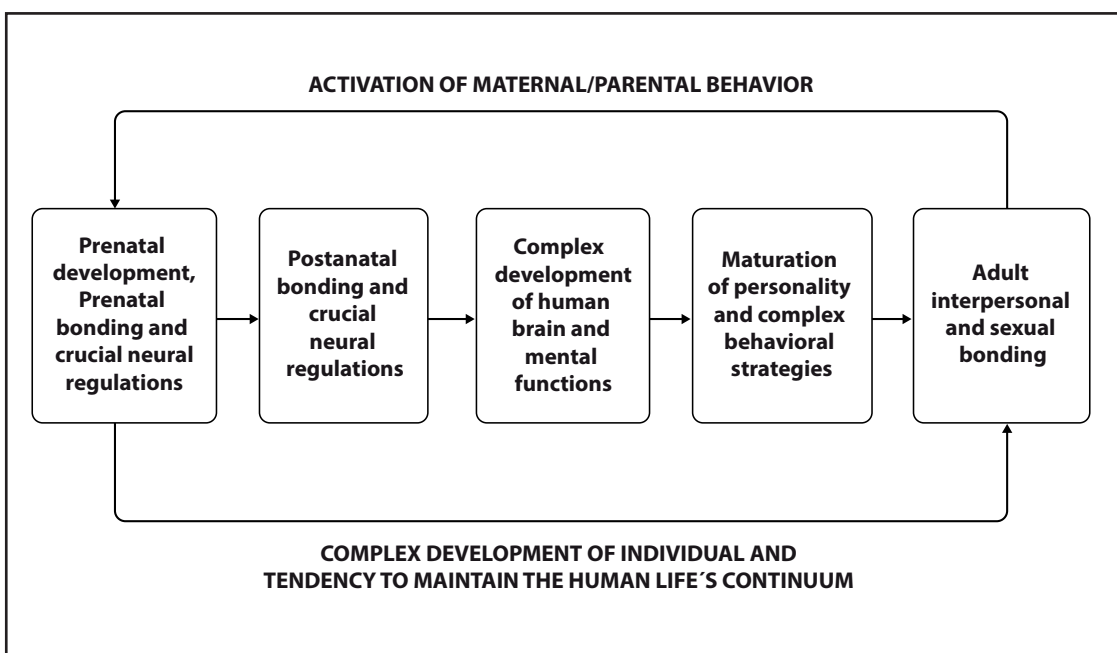 ACTIVATION OF MATERNAL/PARENTAL BEHAVIOR
Prenatal
development,
Prenatal
bonding and
crucial neural
regulations
Postanatal
bonding and
crucial
neural
regulations
Complex
development
of human
brain and
mental
functions
Maturation
of personality
and complex
behavioral
strategies
Adult
interpersonal
and sexual
bonding
COMPLEX DEVELOPMENT OF INDIVIDUAL AND
TENDENCY TO MAINTAIN THE HUMAN LIFE´S CONTINUUM